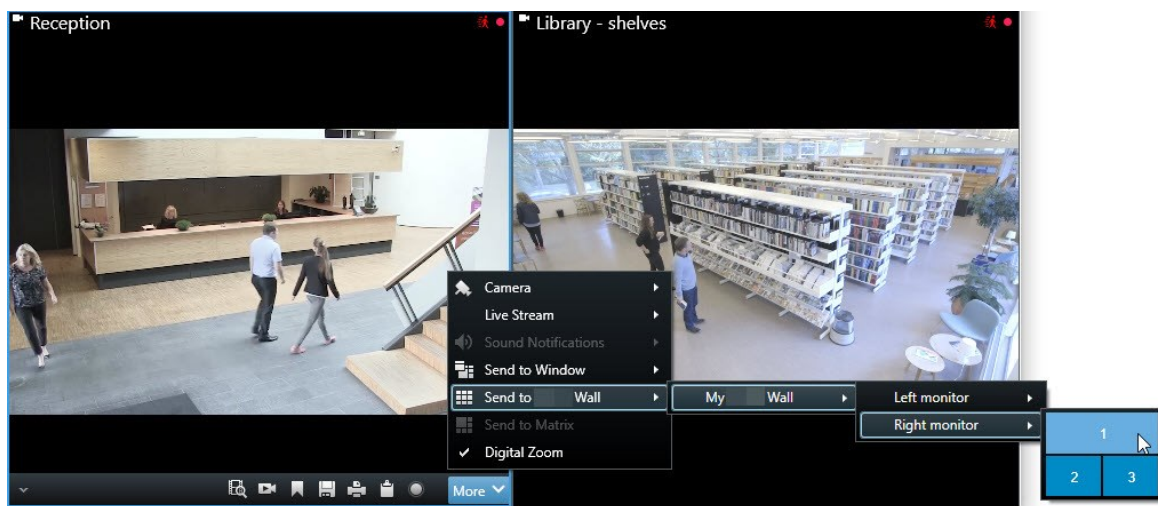 Reception
Library - shelves
Camera
Live Stream
Sound Notifications
Send to Window
Send to Wall
My Wall
Left monitor
Send to Matrix
Right monitor
1
Digital Zoom
2 3
More